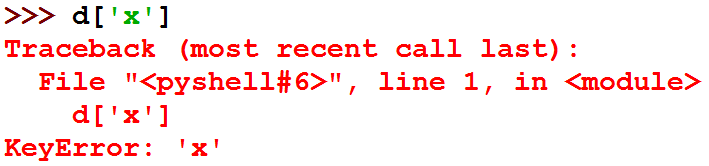 >>> d['x']
Traceback (most recent call last):
  File "<pyshell#6>", line 1, in <module>
    d['x']
KeyError: 'x'